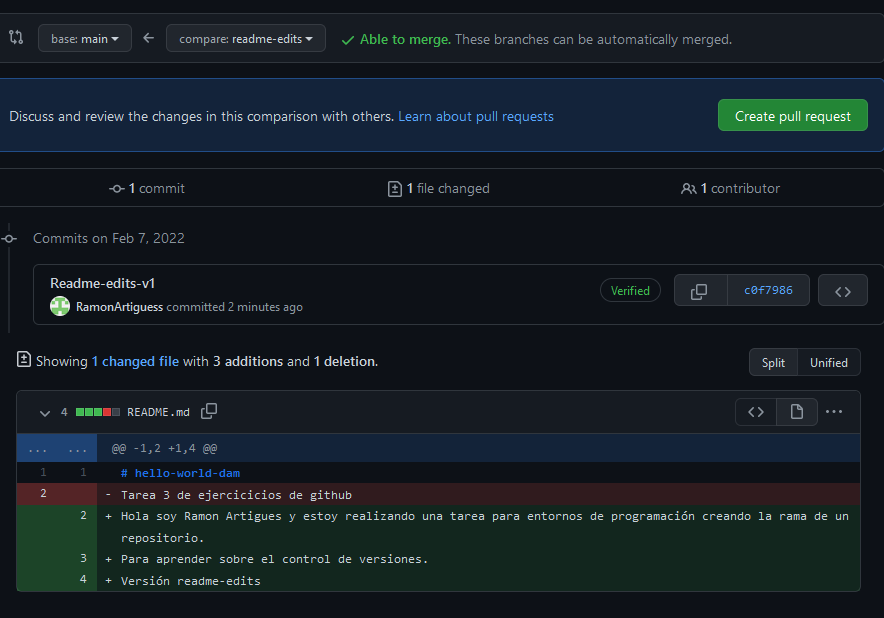 base: main compare: readme-edits Able to merge. These branches can be automatically merged.
Discuss and review the changes in this comparison with others. Learn about pull requests Create pull request
1 commit 1 file changed 1 contributor
Commits on Feb 7, 2022
Readme-edits-v1
RamonArtiguess committed 2 minutes ago Verified c0f7986
Showing 1 changed file with 3 additions and 1 deletion. Split Unified
4 README.md
... ... @@ -1,2 +1,4 @@
1 1 # hello-world-dam
2 - Tarea 3 de ejercicicios de github
2 + Hola soy Ramon Artigues y estoy realizando una tarea para entornos de programación creando la rama de un
repositorio.
3 + Para aprender sobre el control de versiones.
4 + Versión readme-edits